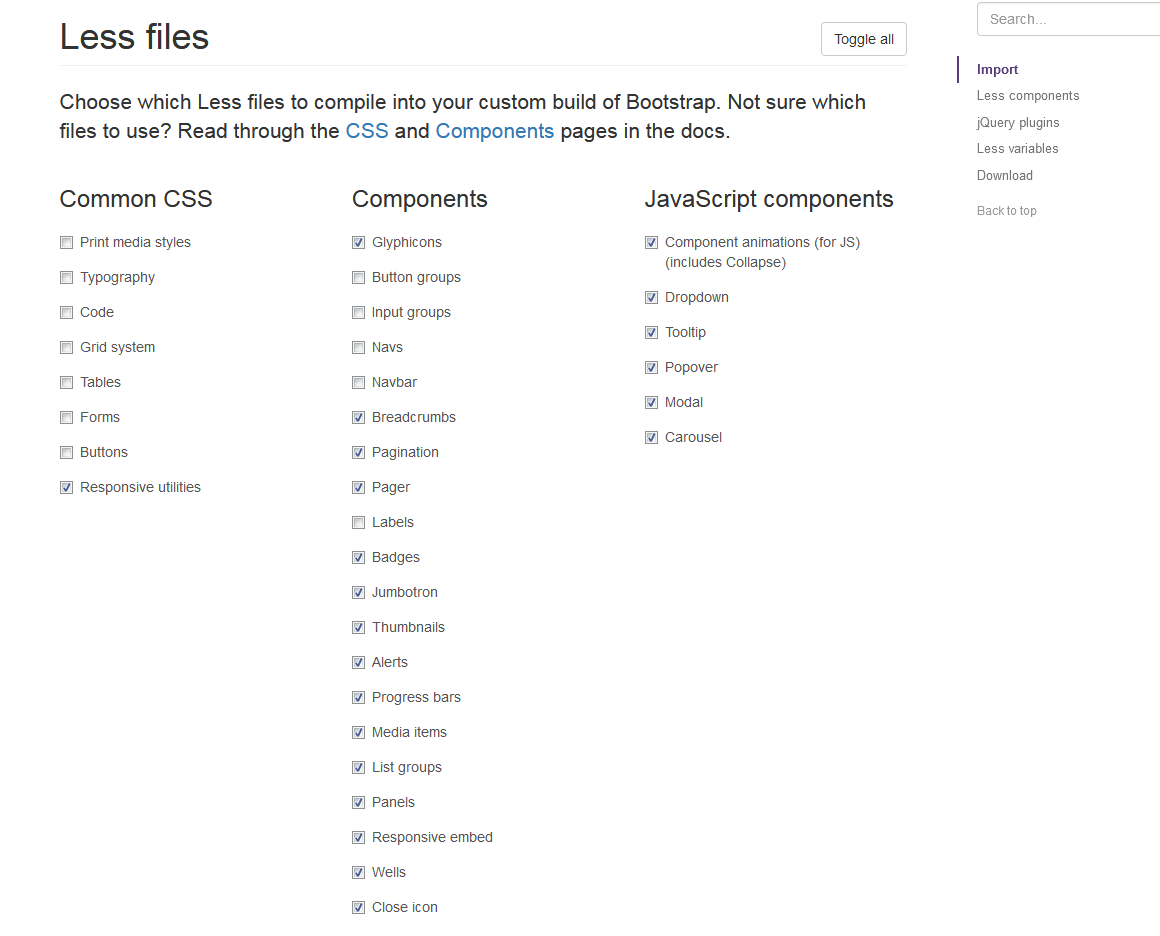 Less files
Toggle all
Choose which Less files to compile into your custom build of Bootstrap. Not sure which
files to use? Read through the CSS and Components pages in the docs.
Common CSS
Print media styles
Typography
Code
Grid system
Tables
Forms
Buttons
Responsive utilities
Components
Glyphicons
Button groups
Input groups
Navs
Navbar
Breadcrumbs
Pagination
Pager
Labels
Badges
Jumbotron
Thumbnails
Alerts
Progress bars
Media items
List groups
Panels
Responsive embed
Wells
Close icon
JavaScript components
Component animations (for JS)
(includes Collapse)
Dropdown
Tooltip
Popover
Modal
Carousel
Search...
Import
Less components
jQuery plugins
Less variables
Download
Back to top